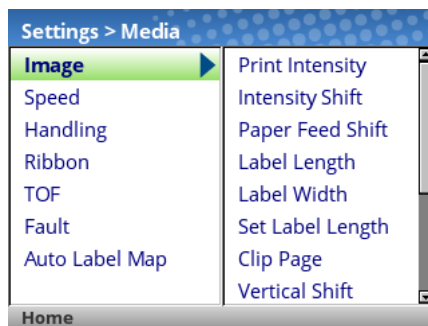 Settings > Media
Image
Speed
Handling
Ribbon
TOF
Fault
Auto Label Map
Print Intensity
Intensity Shift
Paper Feed Shift
Label Length
Label Width
Set Label Length
Clip Page
Vertical Shift
Home